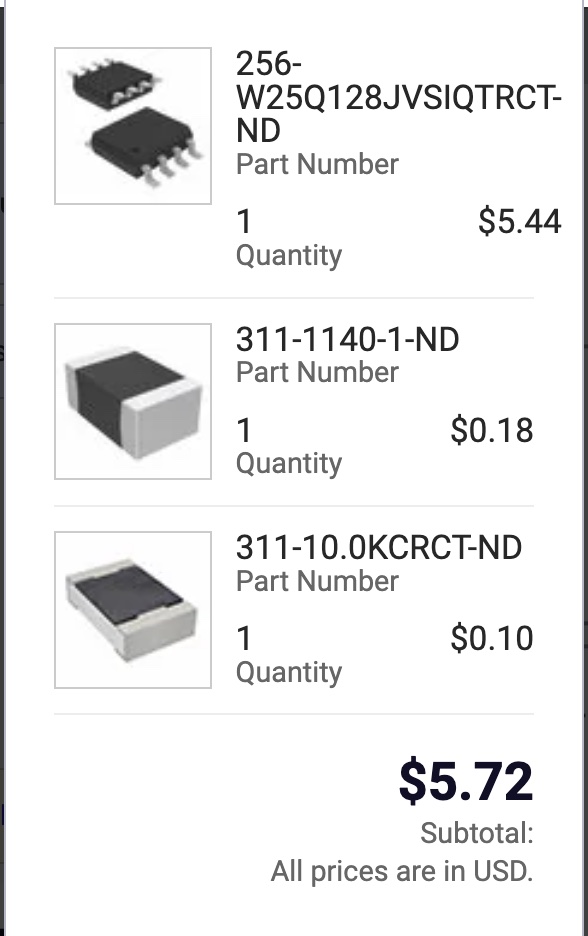 256-
W25Q128JVSIQTRCT-
ND
Part Number
1 $5.44
Quantity
311-1140-1-ND
Part Number
1 $0.18
Quantity
311-10.0KCRCT-ND
Part Number
1 $0.10
Quantity
$5.72
Subtotal:
All prices are in USD.